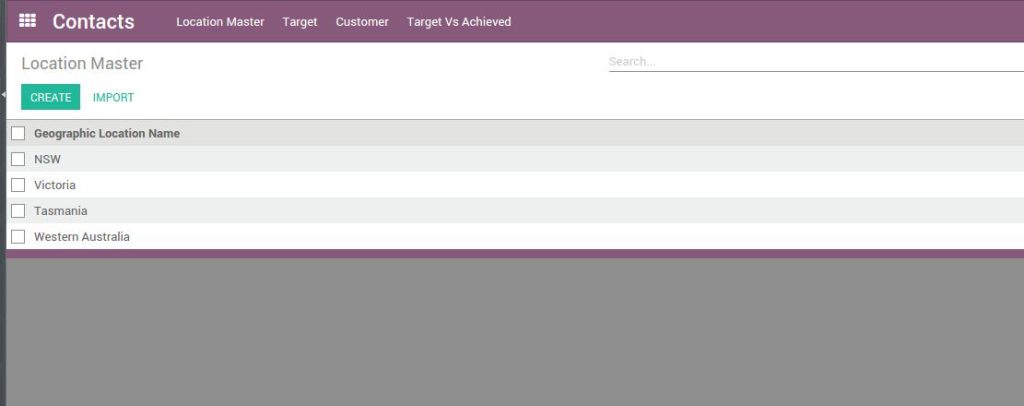 Contacts Location Master Target Customer Target Vs Achieved
Location Master Search...
CREATE IMPORT
Geographic Location Name
NSW
Victoria
Tasmania
Western Australia